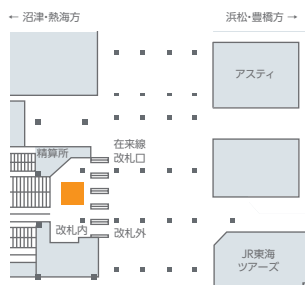 ← 沼津・熱海方
浜松・豊橋方 →
アスティ
在来線
改札口
精算所
改札内
改札外
JR東海
ツアーズ